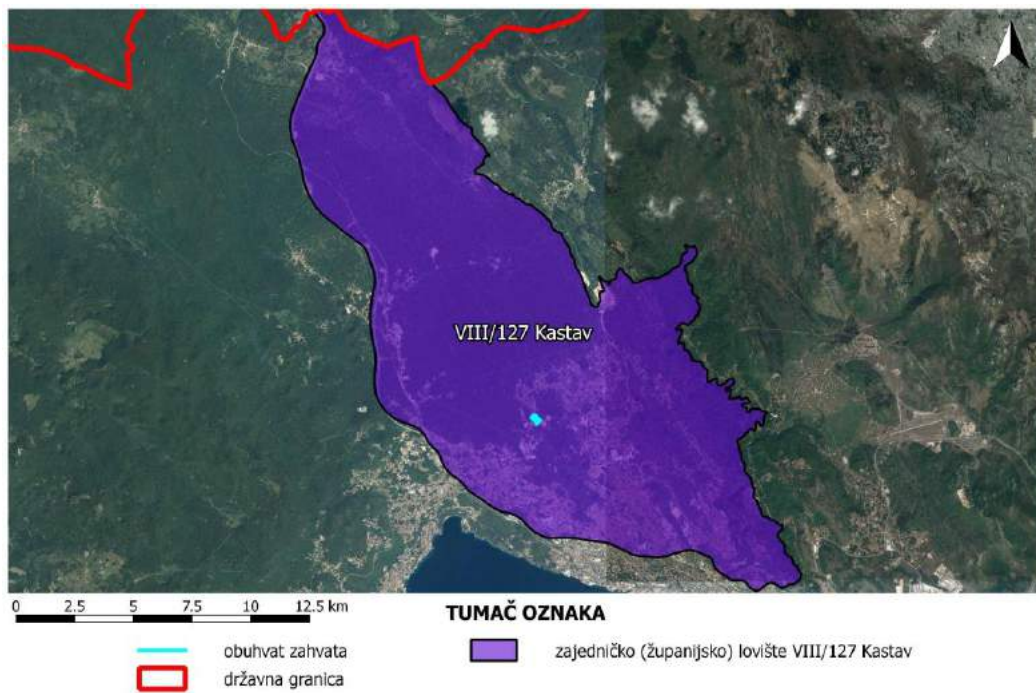 VIII/127 Kastav
0 2.5 5 7.5 10 12.5 km
TUMAČ OZNAKA
obuhvat zahvata
državna granica
zajedničko (županijsko) lovište VIII/127 Kastav